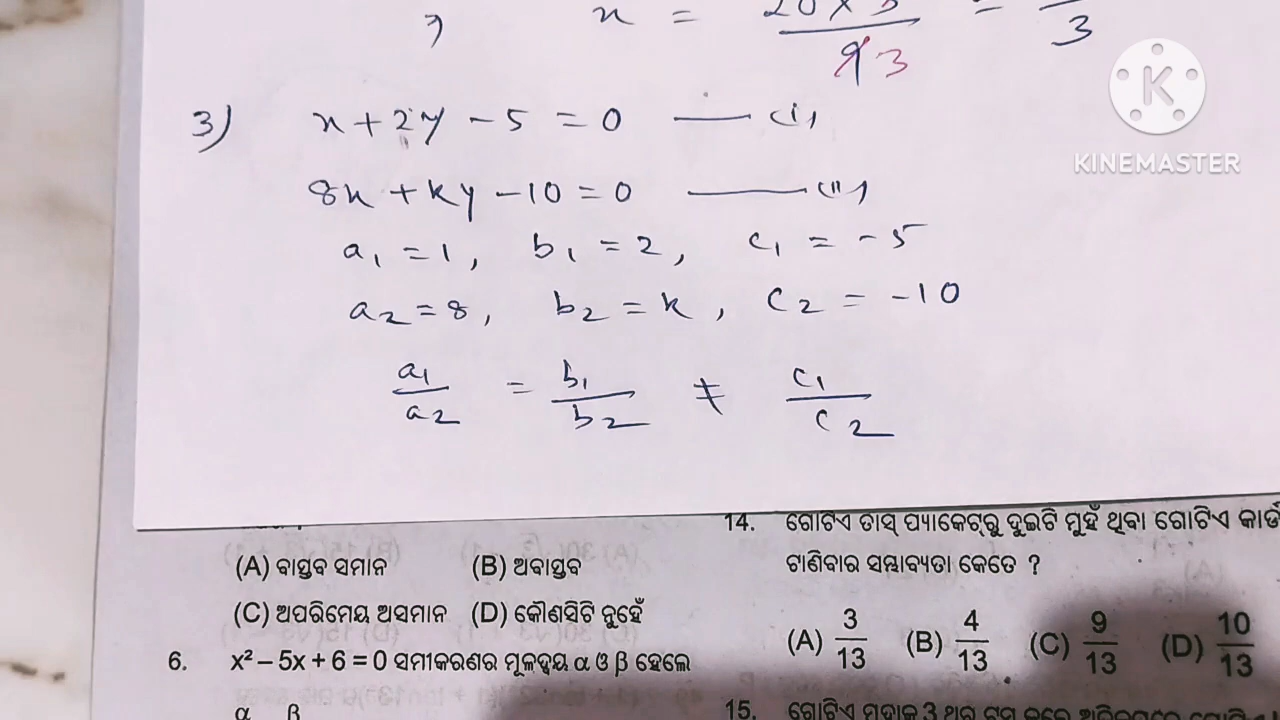 , x = =
3
3) x + 2y - 5 = 0 —— (i)
8x + ky - 10 = 0 —— (ii)
a₁ = 1, b₁ = 2, c₁ = -5
a₂ = 8, b₂ = k, c₂ = -10
a₁/a₂ = b₁/b₂ ≠ c₁/c₂
KINEMASTER
(A) ବାସ୍ତବ ସମାନ (B) ଅବାସ୍ତବ
(C) ଅପରିମେୟ ଅସମାନ (D) କୌଣସିଟି ନୁହେଁ
6. x² – 5x + 6 = 0 ସମୀକରଣର ମୂଳଦ୍ୱୟ α ଓ β ହେଲେ
α β
14. ଗୋଟିଏ ତାସ୍ ପ୍ୟାକେଟ୍‌ରୁ ଦୁଇଟି ମୁହଁ ଥିବା ଗୋଟିଏ କାର୍ଡ
ଟାଣିବାର ସମ୍ଭାବ୍ୟତା କେତେ ?
(A) 3/13 (B) 4/13 (C) 9/13 (D) 10/13
15. ଗୋଟିଏ